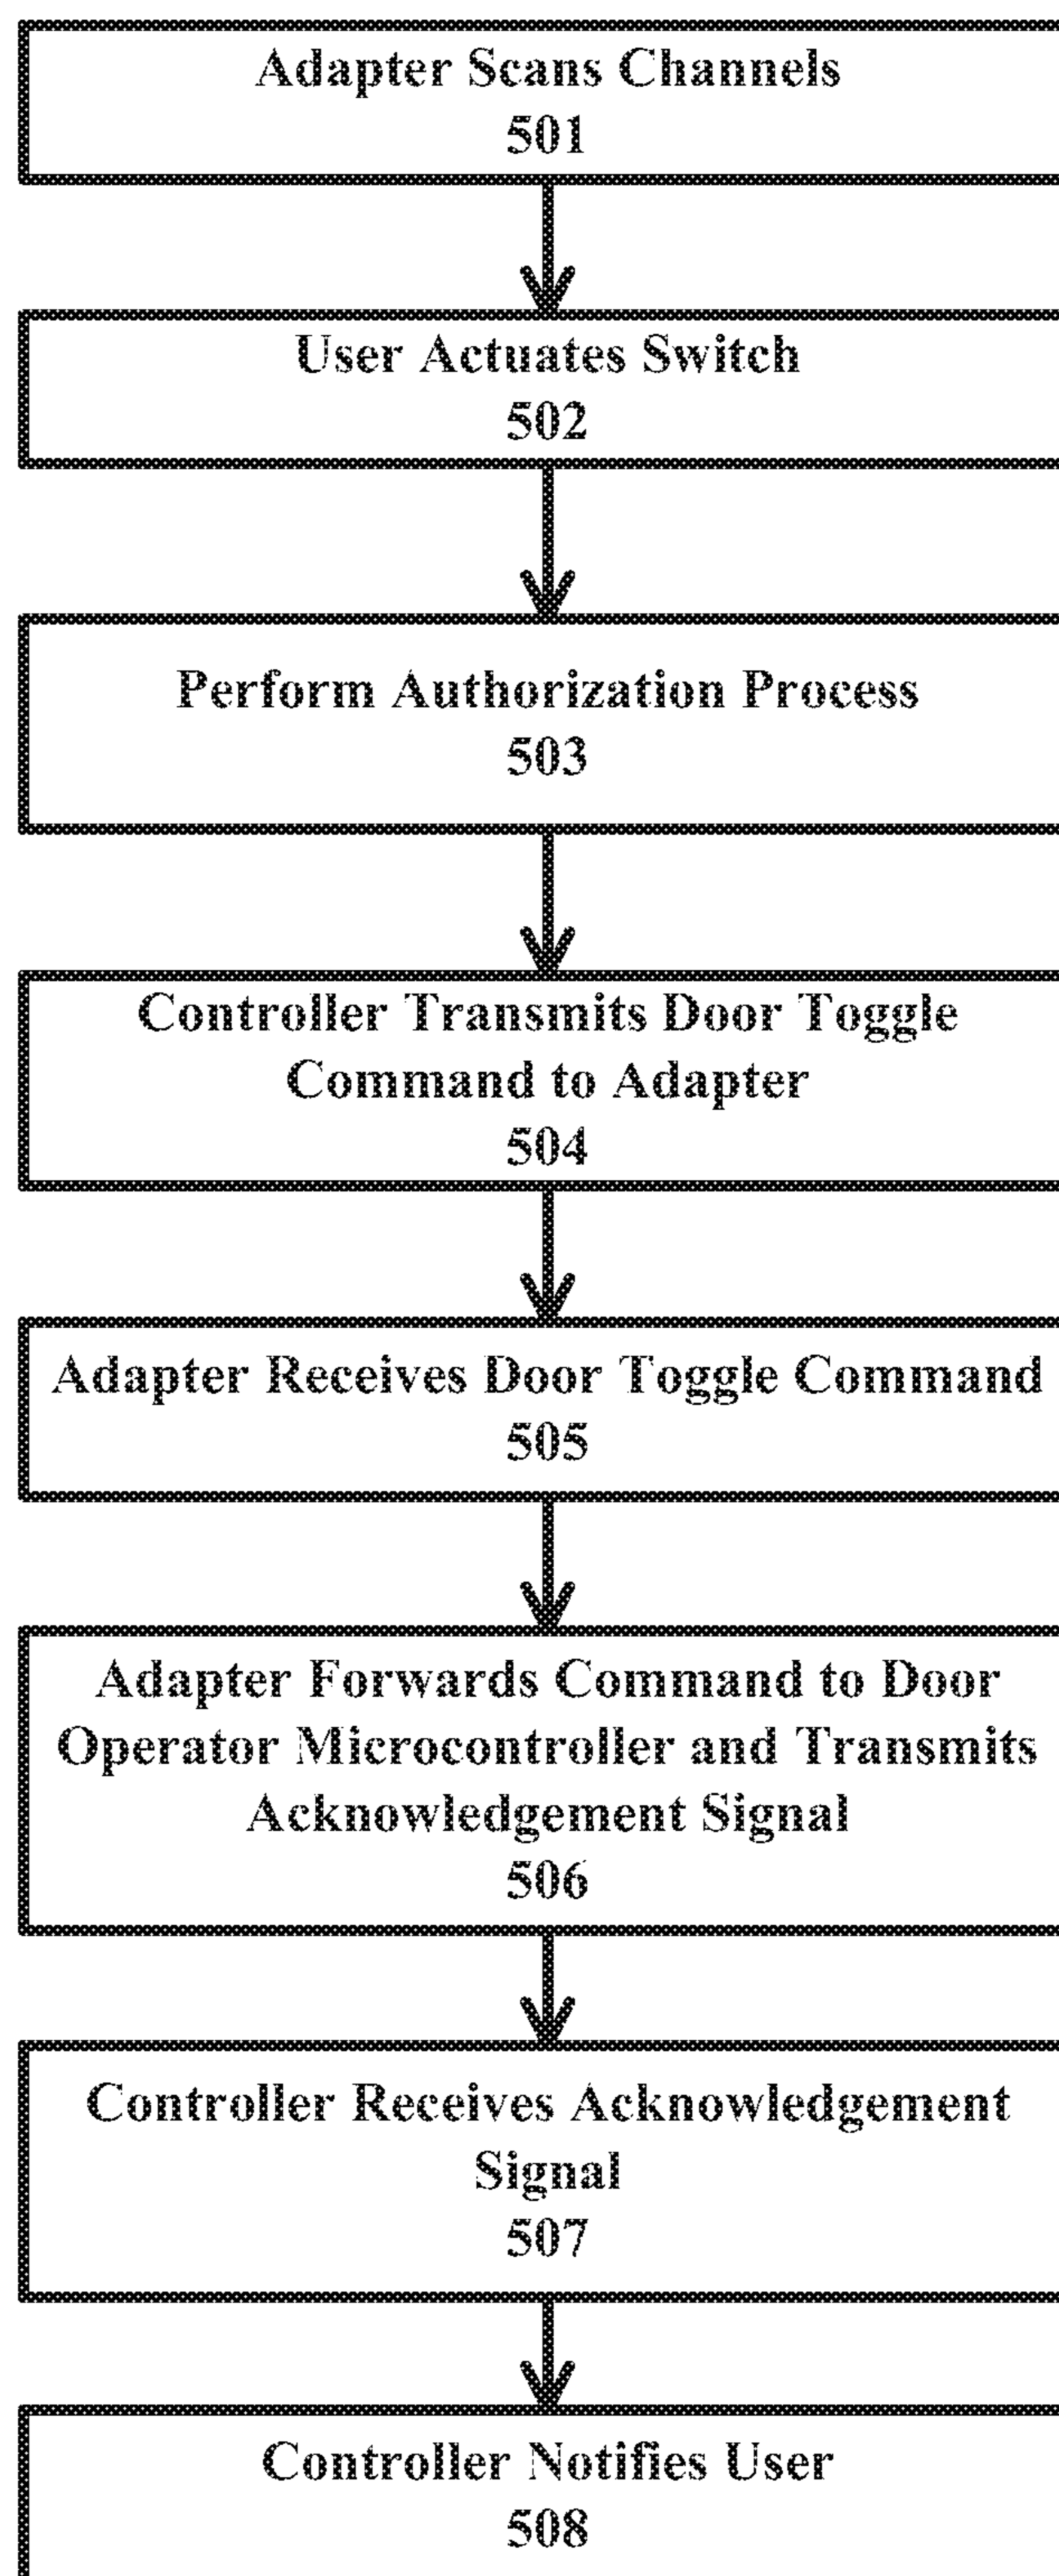 Adapter Scans Channels
501
User Actuates Switch
502
Perform Authorization Process
503
Controller Transmits Door Toggle
Command to Adapter
504
Adapter Receives Door Toggle Command
505
Adapter Forwards Command to Door
Operator Microcontroller and Transmits
Acknowledgement Signal
506
Controller Receives Acknowledgement
Signal
507
Controller Notifies User
508